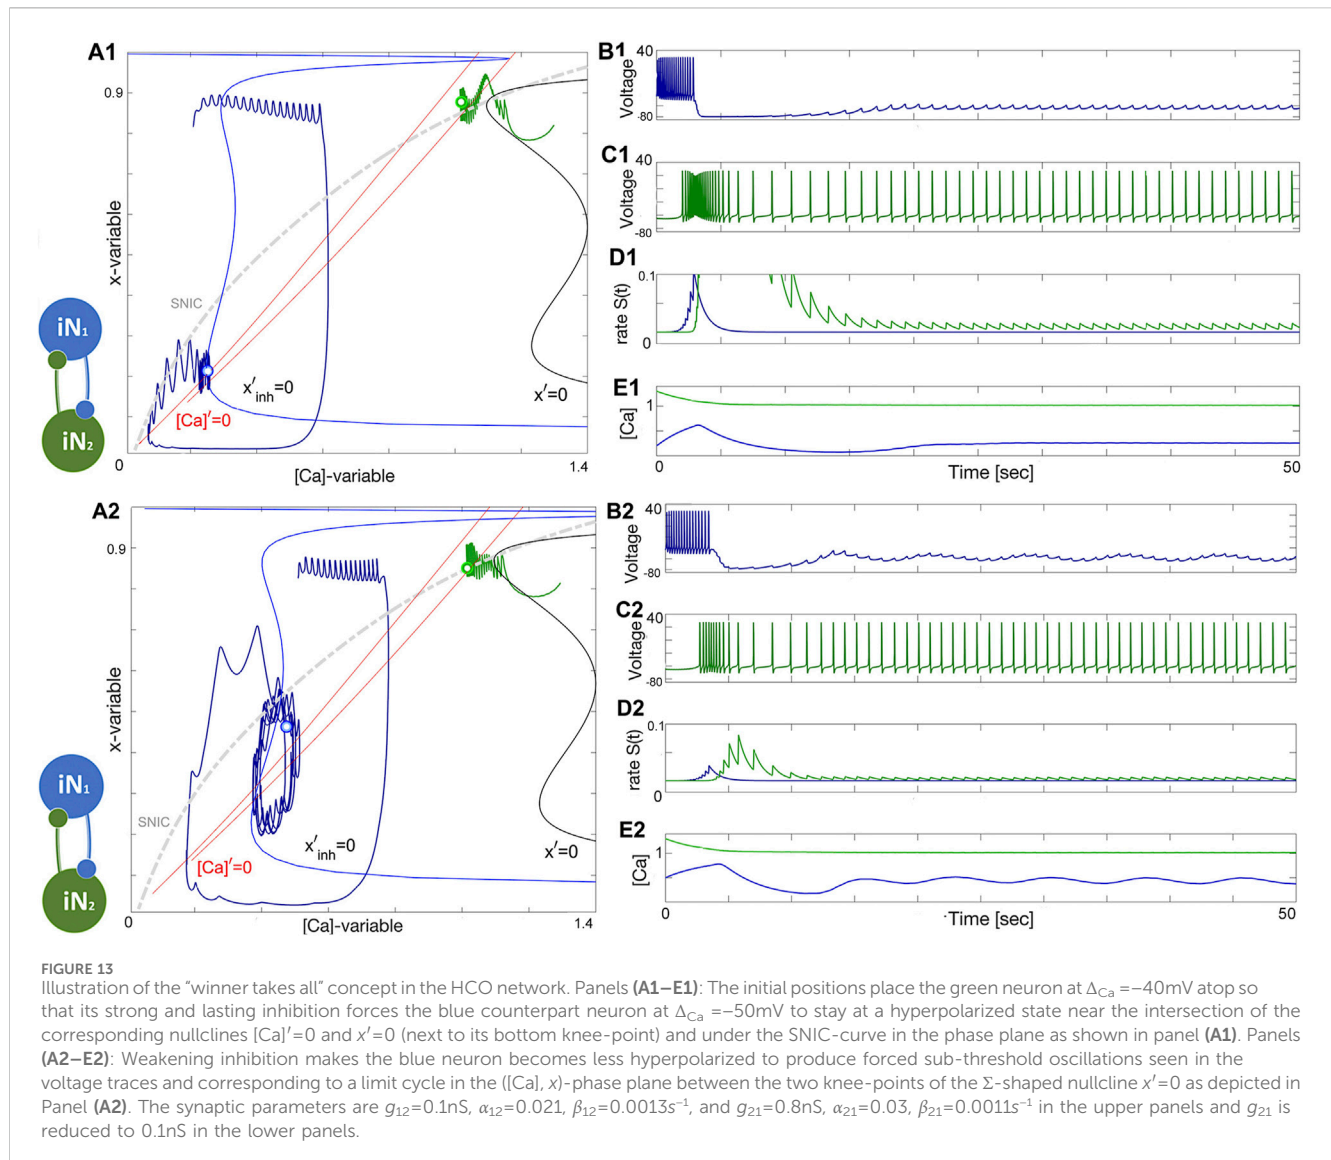 A1
0.9
x-variable
SNIC
x'inh=0
[Ca]'=0
x'=0
0
1.4
[Ca]-variable
iN1
iN2
B1
40
Voltage
-80
C1
40
Voltage
-80
D1
0.1
rate S(t)
0
E1
1
[Ca]
0
Time [sec]
50
A2
0.9
x-variable
SNIC
x'inh=0
[Ca]'=0
x'=0
0
1.4
[Ca]-variable
iN1
iN2
B2
40
Voltage
-80
C2
40
Voltage
-80
D2
0.1
rate S(t)
0
E2
1
[Ca]
0
Time [sec]
50
FIGURE 13
Illustration of the "winner takes all" concept in the HCO network. Panels (A1–E1): The initial positions place the green neuron at ΔCa =−40mV atop so
that its strong and lasting inhibition forces the blue counterpart neuron at ΔCa =−50mV to stay at a hyperpolarized state near the intersection of the
corresponding nullclines [Ca]′=0 and x′=0 (next to its bottom knee-point) and under the SNIC-curve in the phase plane as shown in panel (A1). Panels
(A2–E2): Weakening inhibition makes the blue neuron becomes less hyperpolarized to produce forced sub-threshold oscillations seen in the
voltage traces and corresponding to a limit cycle in the ([Ca], x)-phase plane between the two knee-points of the Σ-shaped nullcline x′=0 as depicted in
Panel (A2). The synaptic parameters are g12=0.1nS, α12=0.021, β12=0.0013s−1, and g21=0.8nS, α21=0.03, β21=0.0011s−1 in the upper panels and g21 is
reduced to 0.1nS in the lower panels.